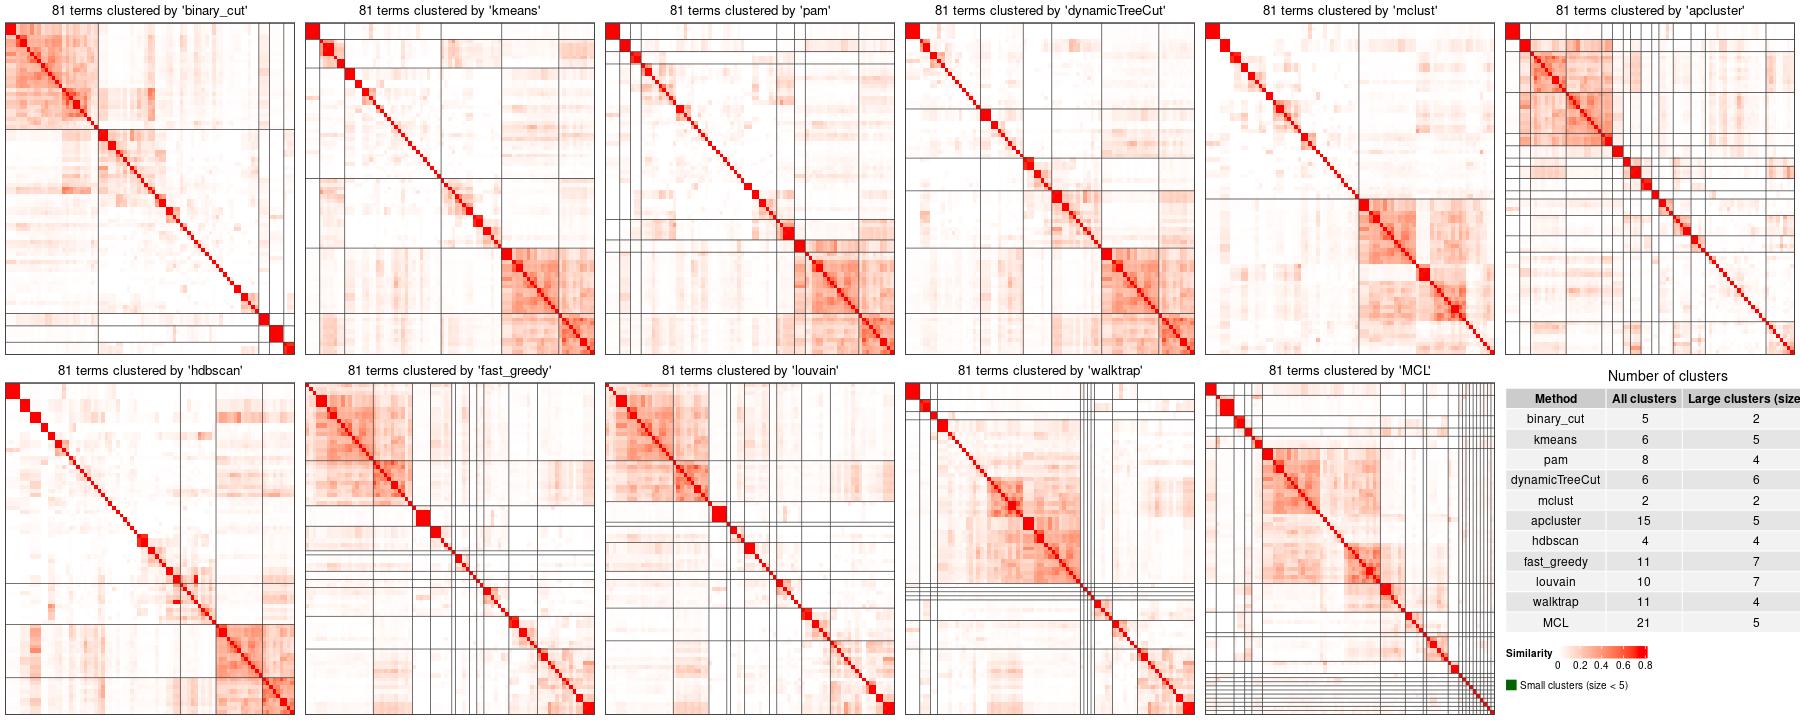 81 terms clustered by 'binary_cut'
81 terms clustered by 'kmeans'
81 terms clustered by 'pam'
81 terms clustered by 'dynamicTreeCut'
81 terms clustered by 'mclust'
81 terms clustered by 'apcluster'
81 terms clustered by 'hdbscan'
81 terms clustered by 'fast_greedy'
81 terms clustered by 'louvain'
81 terms clustered by 'walktrap'
81 terms clustered by 'MCL'
Number of clusters
Method All clusters Large clusters (size
binary_cut 5 2
kmeans 6 5
pam 8 4
dynamicTreeCut 6 6
mclust 2 2
apcluster 15 5
hdbscan 4 4
fast_greedy 11 7
louvain 10 7
walktrap 11 4
MCL 21 5
Similarity
0 0.2 0.4 0.6 0.8
Small clusters (size < 5)